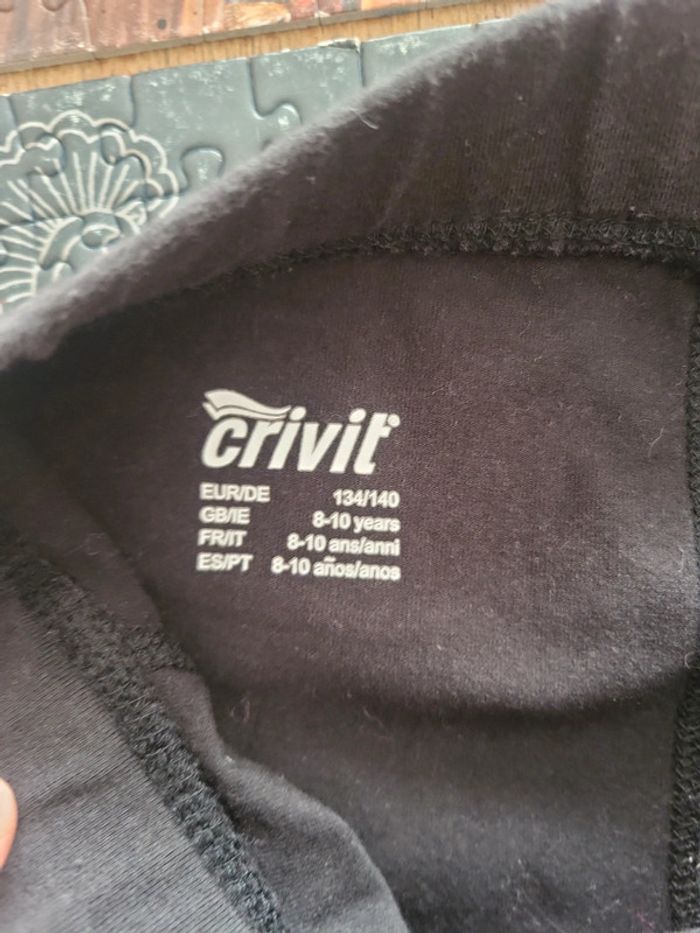 crivit®
EUR/DE 134/140
GB/IE 8-10 years
FR/IT 8-10 ans/anni
ES/PT 8-10 años/anos